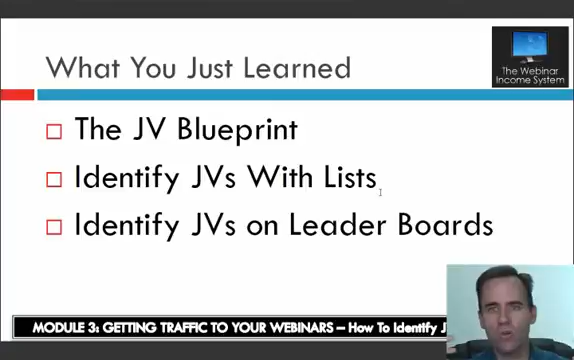 What You Just Learned
The Webinar
Income System
The JV Blueprint
Identify JVs With Lists
Identify JVs on Leader Boards
MODULE 3: GETTING TRAFFIC TO YOUR WEBINARS – How To Identify J